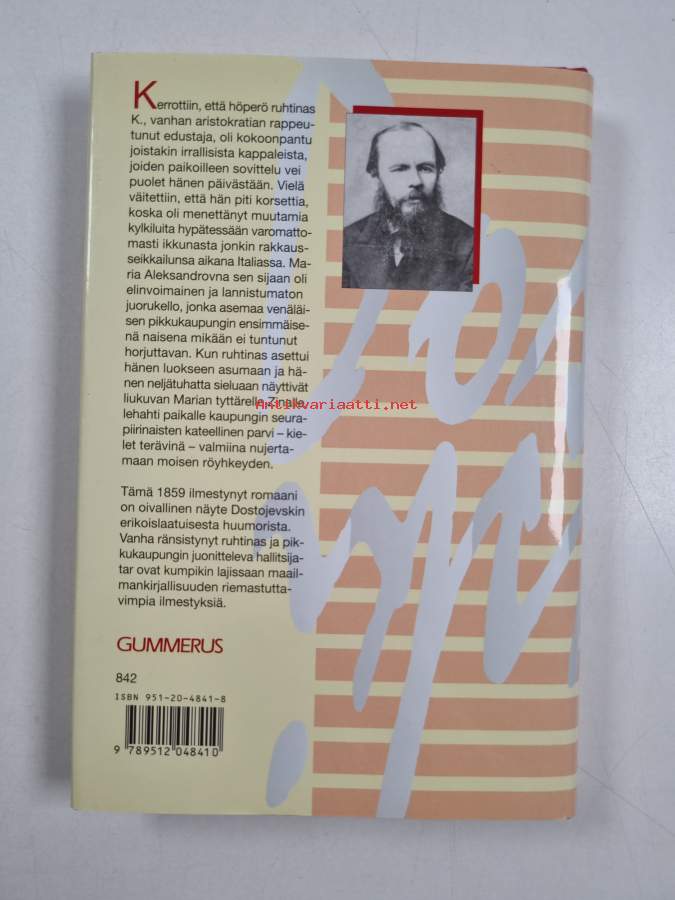 Kerrottiin, että höperö ruhtinas
K., vanhan aristokratian rappeu-
tunut edustaja, oli kokoonpantu
joistakin irrallisista kappaleista,
joiden paikoilleen sovittelu vei
puolet hänen päivästään. Vielä
väitettiin, että hän piti korsettia,
koska oli menettänyt muutamia
kylkiluita hypätessään varomatto-
masti ikkunasta jonkin rakkaus-
seikkailunsa aikana Italiassa. Ma-
ria Aleksandrovna sen sijaan oli
elinvoimainen ja lannistumaton
juorukello, jonka asemaa venäläi-
sen pikkukaupungin ensimmäise-
nä naisena mikään ei tuntunut
horjuttavan. Kun ruhtinas asettui
hänen luokseen asumaan ja hä-
nen neljätuhatta sieluaan näyttivät
liukuvan Marian tyttärelle Zinalle,
Antikvariaatti.net
lehahti paikalle kaupungin seura-
piirinaisten kateellinen parvi – kie-
let terävinä – valmiina nujerta-
maan moisen röyhkeyden.
Tämä 1859 ilmestynyt romaani
on oivallinen näyte Dostojevskin
erikoislaatuisesta huumorista.
Vanha ränsistynyt ruhtinas ja pik-
kukaupungin juonitteleva hallitsija-
tar ovat kumpikin lajissaan maail-
mankirjallisuuden riemastutta-
vimpia ilmestyksiä.
GUMMERUS
842
ISBN 951-20-4841-8
9 789512 048410